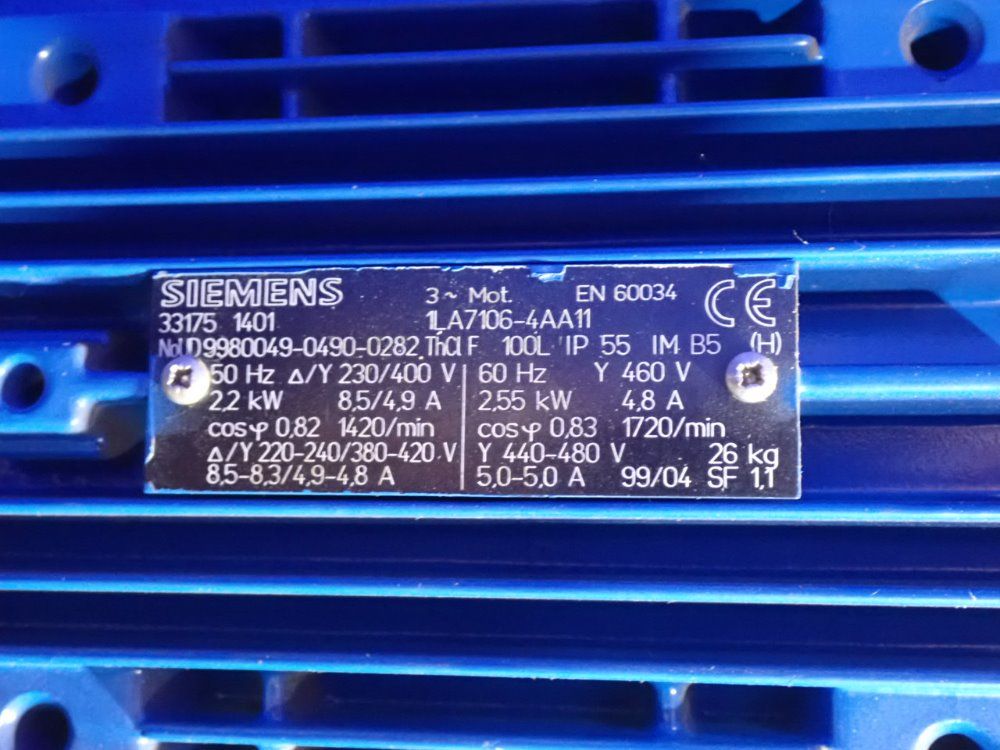 SIEMENS 3~ Mot. EN 60034 CE
33175 1401 1LA7106-4AA11
No UD 9980049-0490-0282 ThCl F 100L IP 55 IM B5 (H)
50 Hz Δ/Y 230/400 V 60 Hz Y 460 V
2,2 kW 8,5/4,9 A 2,55 kW 4,8 A
cosφ 0,82 1420/min cosφ 0,83 1720/min
Δ/Y 220-240/380-420 V Y 440-480 V 26 kg
8,5-8,3/4,9-4,8 A 5,0-5,0 A 99/04 SF 1,1